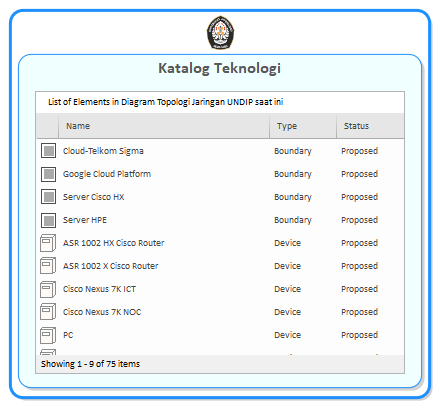 Katalog Teknologi
List of Elements in Diagram Topologi Jaringan UNDIP saat ini
Name Type Status
Cloud-Telkom Sigma Boundary Proposed
Google Cloud Platform Boundary Proposed
Server Cisco HX Boundary Proposed
Server HPE Boundary Proposed
ASR 1002 HX Cisco Router Device Proposed
ASR 1002 X Cisco Router Device Proposed
Cisco Nexus 7K ICT Device Proposed
Cisco Nexus 7K NOC Device Proposed
PC Device Proposed
Showing 1 - 9 of 75 items